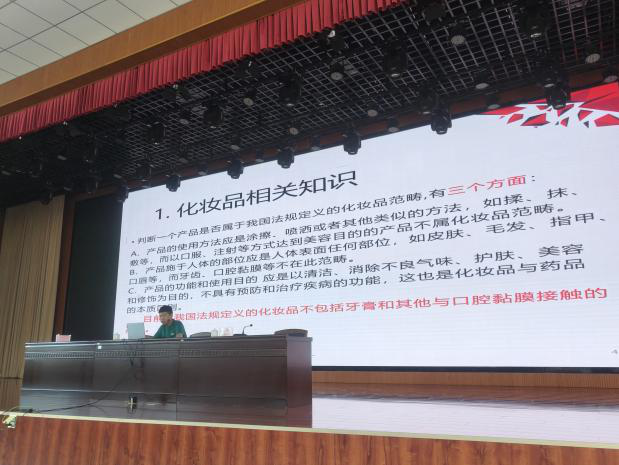 1. 化妆品相关知识
• 判断一个产品是否属于我国法规定义的化妆品范畴,有三个方面：
A．产品的使用方法应是涂擦、喷洒或者其他类似的方法，如揉、抹、
敷等，而以口服、注射等方式达到美容目的的产品不属化妆品范畴。
B．产品施于人体的部位应是人体表面任何部位，如皮肤、毛发、指甲、
口唇等，而牙齿、口腔黏膜等不在此范畴。
C．产品的功能和使用目的 应是以清洁、消除不良气味、护肤、美容
和修饰为目的，不具有预防和治疗疾病的功能，这也是化妆品与药品
的本质区别。
目前 我国法规定义的化妆品不包括牙膏和其他与口腔黏膜接触的